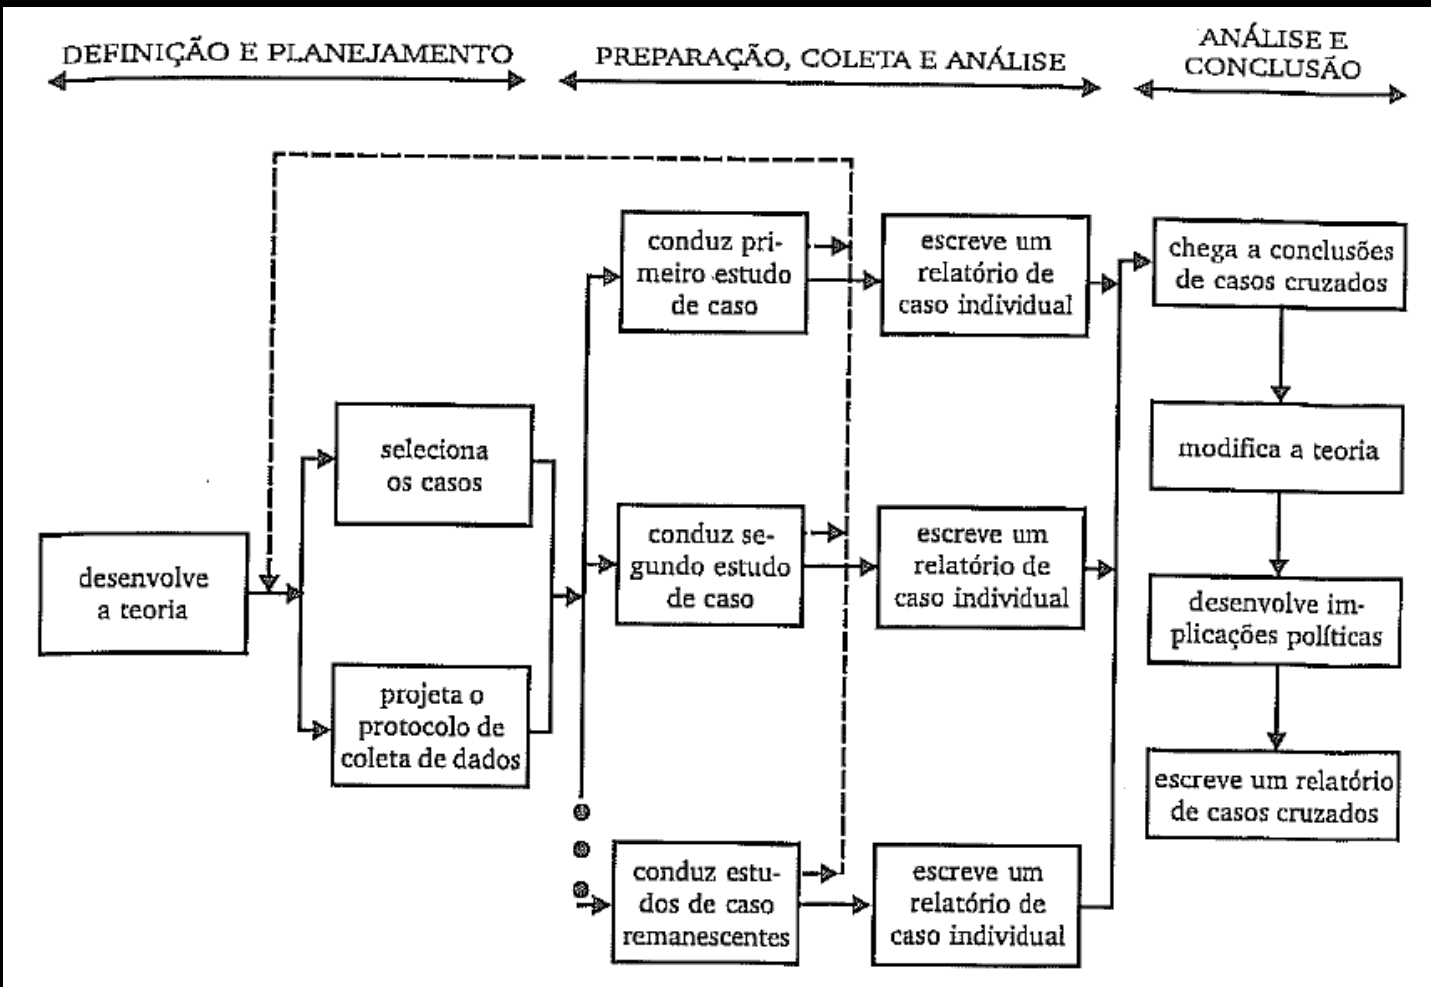 DEFINIÇÃO E PLANEJAMENTO
PREPARAÇÃO, COLETA E ANÁLISE
ANÁLISE E
CONCLUSÃO
desenvolve
a teoria
seleciona
os casos
projeta o
protocolo de
coleta de dados
conduz pri-
meiro estudo
de caso
escreve um
relatório de
caso individual
conduz se-
gundo estudo
de caso
escreve um
relatório de
caso individual
conduz estu-
dos de caso
remanescentes
escreve um
relatório de
caso individual
chega a conclusões
de casos cruzados
modifica a teoria
desenvolve im-
plicações políticas
escreve um relatório
de casos cruzados